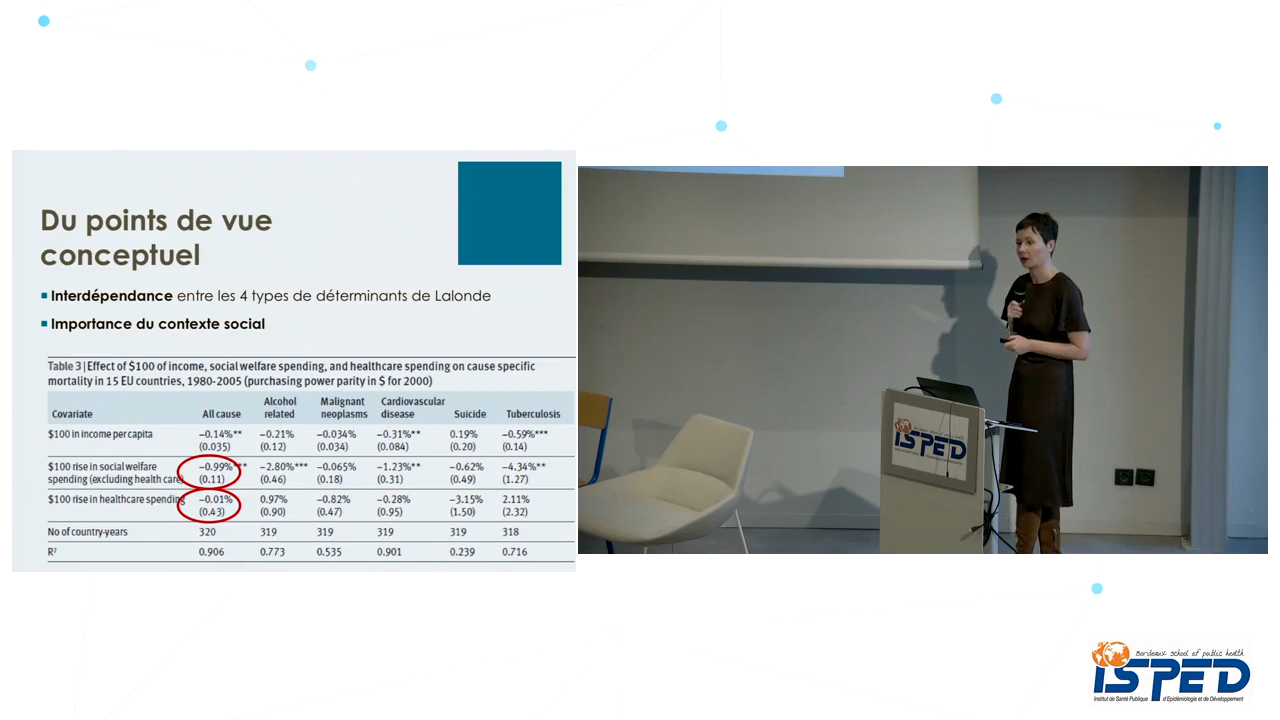 Du points de vue
conceptuel
Interdépendance entre les 4 types de déterminants de Lalonde
Importance du contexte social
Table 3 | Effect of $100 of income, social welfare spending, and healthcare spending on cause specific
mortality in 15 EU countries, 1980-2005 (purchasing power parity in $ for 2000)
Covariate All cause Alcohol related Malignant neoplasms Cardiovascular disease Suicide Tuberculosis
$100 in income per capita −0.14%** −0.21% −0.034% −0.31%** 0.19% −0.59%***
(0.035) (0.12) (0.034) (0.084) (0.20) (0.14)
$100 rise in social welfare −0.99%*** −2.80%*** −0.065% −1.23%** −0.62% −4.34%**
spending (excluding health care) (0.11) (0.46) (0.18) (0.31) (0.49) (1.27)
$100 rise in healthcare spending −0.01% 0.97% −0.82% −0.28% −3.15% 2.11%
(0.43) (0.90) (0.47) (0.95) (1.50) (2.32)
No of country-years 320 319 319 319 319 318
R² 0.906 0.773 0.535 0.901 0.239 0.716
ISPED
Bordeaux school of public health
ISPED
Institut de Santé Publique d'Epidémiologie et de Développement